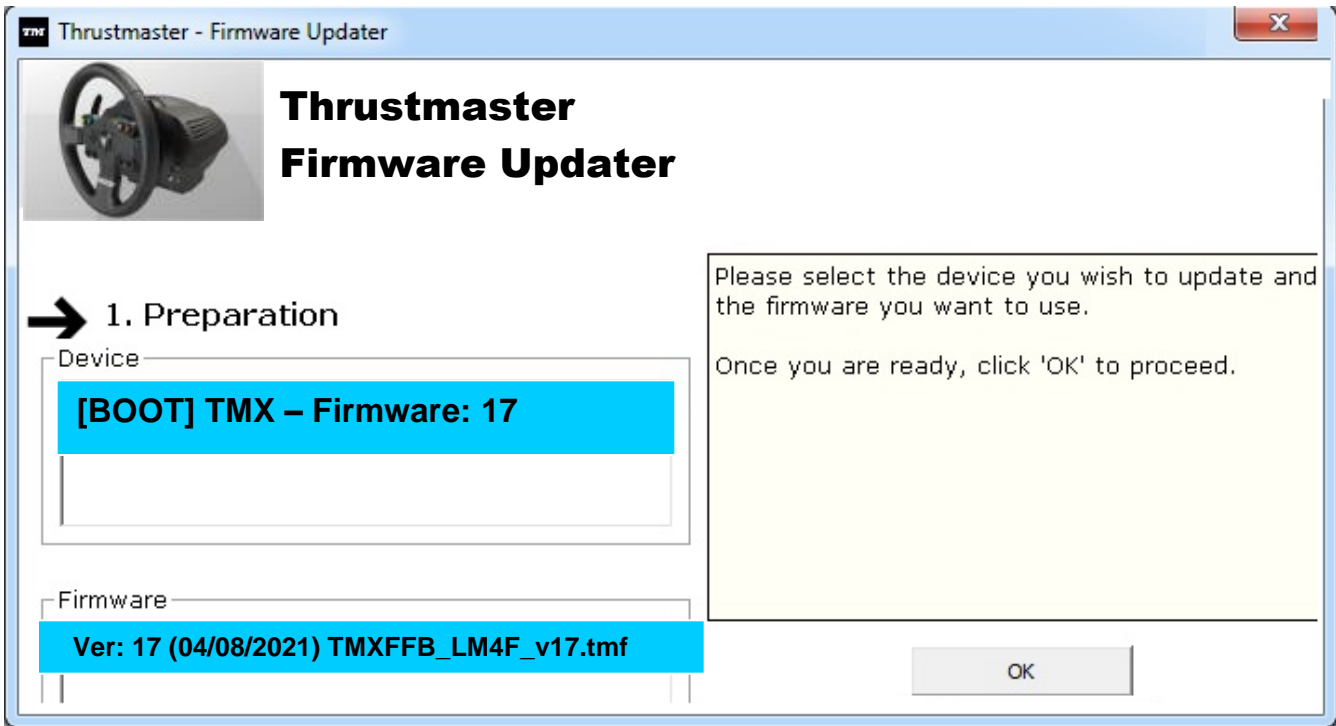 TM Thrustmaster - Firmware Updater
X
Thrustmaster
Firmware Updater
1. Preparation
Device
[BOOT] TMX – Firmware: 17
Firmware
Ver: 17 (04/08/2021) TMXFFB_LM4F_v17.tmf
Please select the device you wish to update and
the firmware you want to use.
Once you are ready, click 'OK' to proceed.
OK